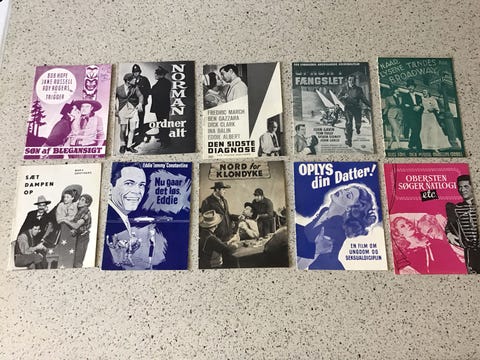 BOB HOPE
JANE RUSSELL
ROY ROGERS
TRIGGER
SØN af BLEGANSIGT
NORMAN
ordner
alt
FREDRIC MARCH
BEN GAZZARA
DICK CLARK
INA BALIN
EDDIE ALBERT
DEN SIDSTE
DIAGNOSE
FÆNGSLET
JOHN GAVIN
NAAR
LYSENE TÆNDES PAA
BROADWAY
SÆT
DAMPEN
OP
Eddie "Lemmy" Constantine
Nu gaar
det løs,
Eddie!
NORD for
KLONDYKE
OPLYS
din Datter!
EN FILM OM
UNGDOM OG
SEKSUALDISCIPLIN
OBERSTEN
SØGER NATLOGI
etc